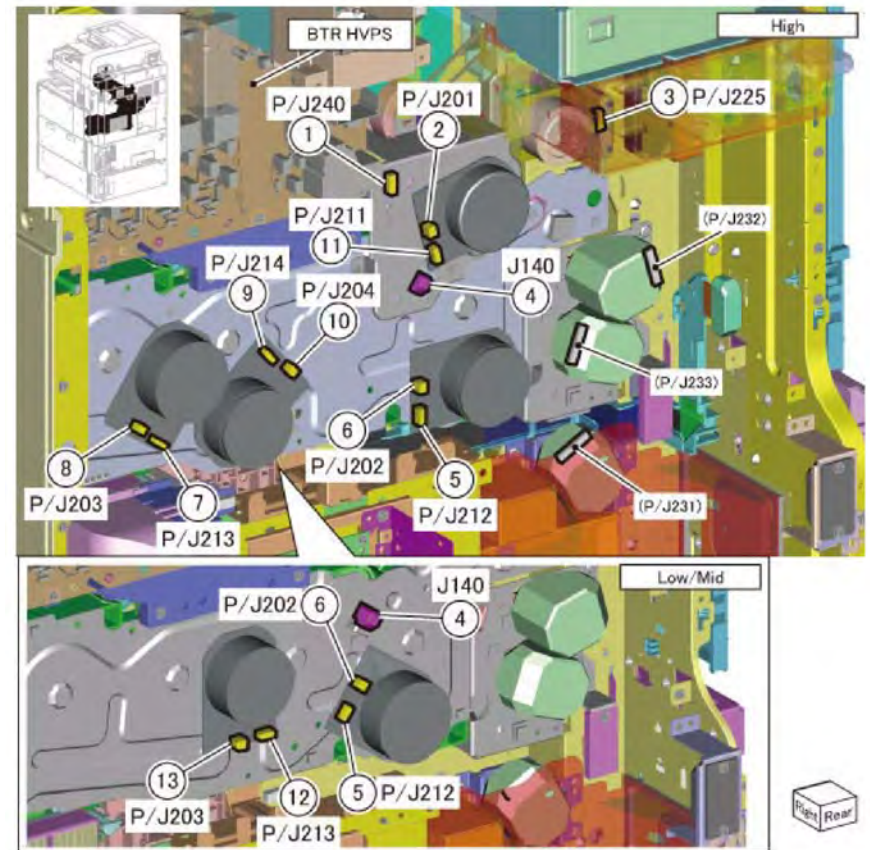 BTR HVPS
High
P/J240
1
P/J201
2
3
P/J225
P/J211
11
J140
4
(P/J232)
P/J214
9
P/J204
10
(P/J233)
6
P/J202
5
P/J212
8
P/J203
7
P/J213
(P/J231)
Low/Mid
P/J202
6
J140
4
13
P/J203
12
P/J213
5
P/J212
Right
Rear